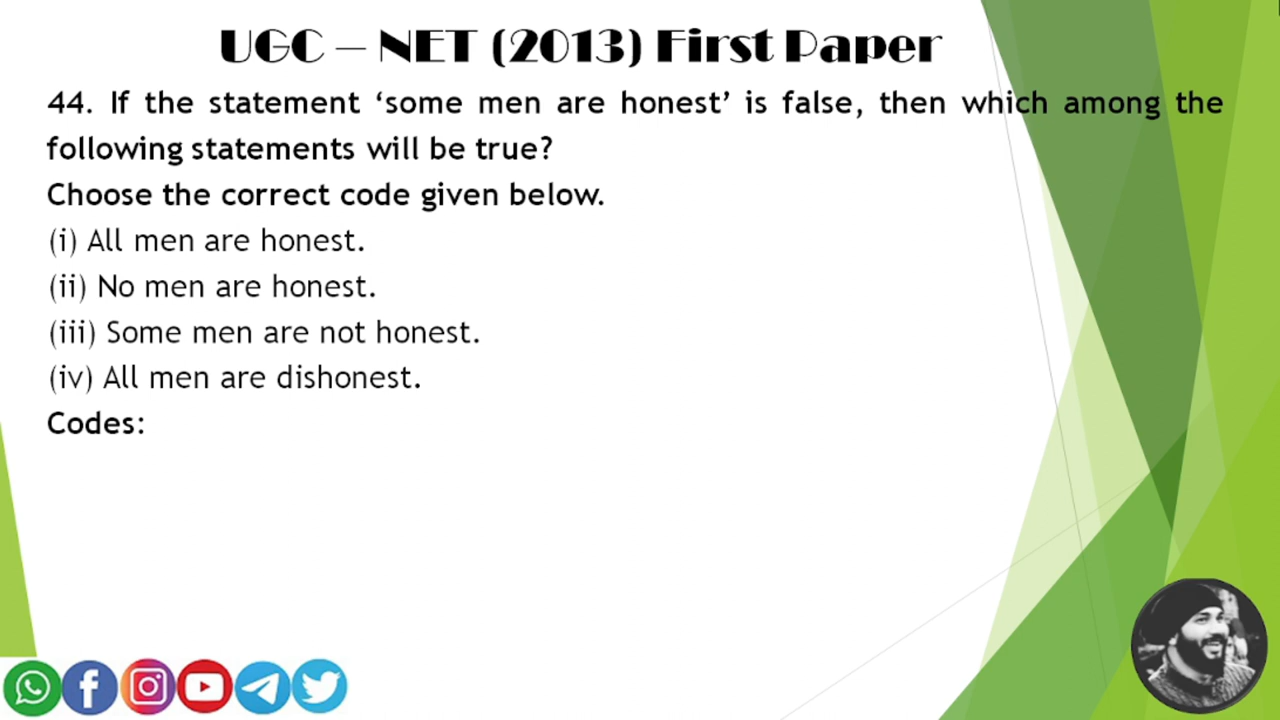 UGC – NET (2013) First Paper
44. If the statement ‘some men are honest’ is false, then which among the
following statements will be true?
Choose the correct code given below.
(i) All men are honest.
(ii) No men are honest.
(iii) Some men are not honest.
(iv) All men are dishonest.
Codes: